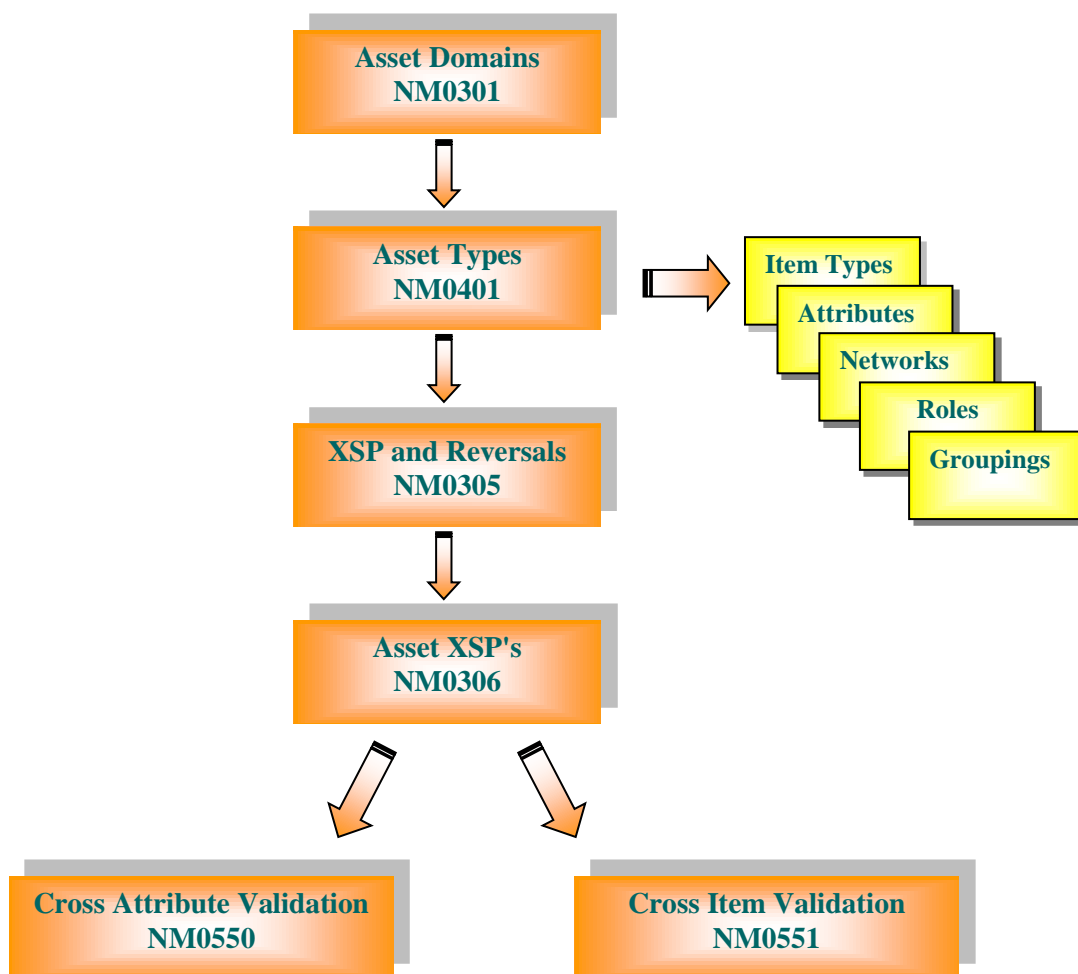 Asset Domains
NM0301
Asset Types
NM0401
Item Types
Attributes
Networks
Roles
Groupings
XSP and Reversals
NM0305
Asset XSP's
NM0306
Cross Attribute Validation
NM0550
Cross Item Validation
NM0551